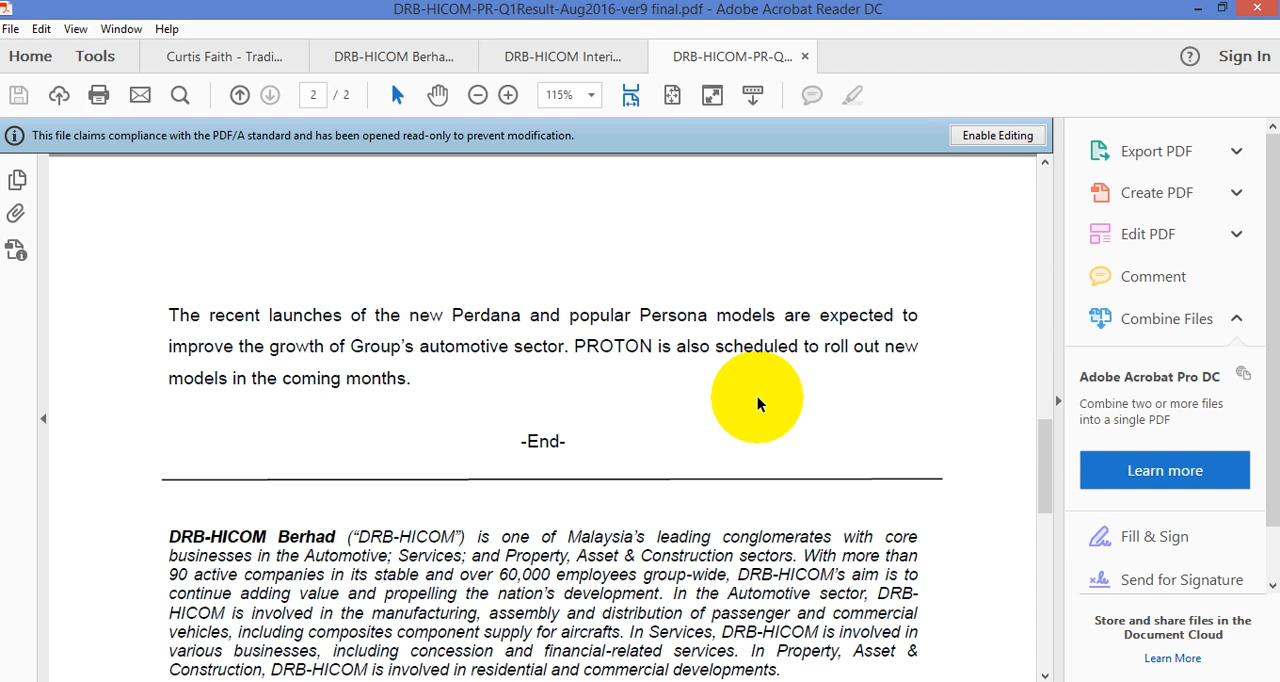 DRB-HICOM-PR-Q1Result-Aug2016-ver9 final.pdf - Adobe Acrobat Reader DC
File Edit View Window Help
Home Tools Curtis Faith - Tradi... DRB-HICOM Berha... DRB-HICOM Interi... DRB-HICOM-PR-Q... × ? Sign In
2 / 2 115%
This file claims compliance with the PDF/A standard and has been opened read-only to prevent modification. Enable Editing
The recent launches of the new Perdana and popular Persona models are expected to
improve the growth of Group's automotive sector. PROTON is also scheduled to roll out new
models in the coming months.
-End-
DRB-HICOM Berhad (“DRB-HICOM”) is one of Malaysia's leading conglomerates with core
businesses in the Automotive; Services; and Property, Asset & Construction sectors. With more than
90 active companies in its stable and over 60,000 employees group-wide, DRB-HICOM's aim is to
continue adding value and propelling the nation's development. In the Automotive sector, DRB-
HICOM is involved in the manufacturing, assembly and distribution of passenger and commercial
vehicles, including composites component supply for aircrafts. In Services, DRB-HICOM is involved in
various businesses, including concession and financial-related services. In Property, Asset &
Construction, DRB-HICOM is involved in residential and commercial developments.
Export PDF
Create PDF
Edit PDF
Comment
Combine Files
Adobe Acrobat Pro DC
Combine two or more files
into a single PDF
Learn more
Fill & Sign
Send for Signature
Store and share files in the
Document Cloud
Learn More